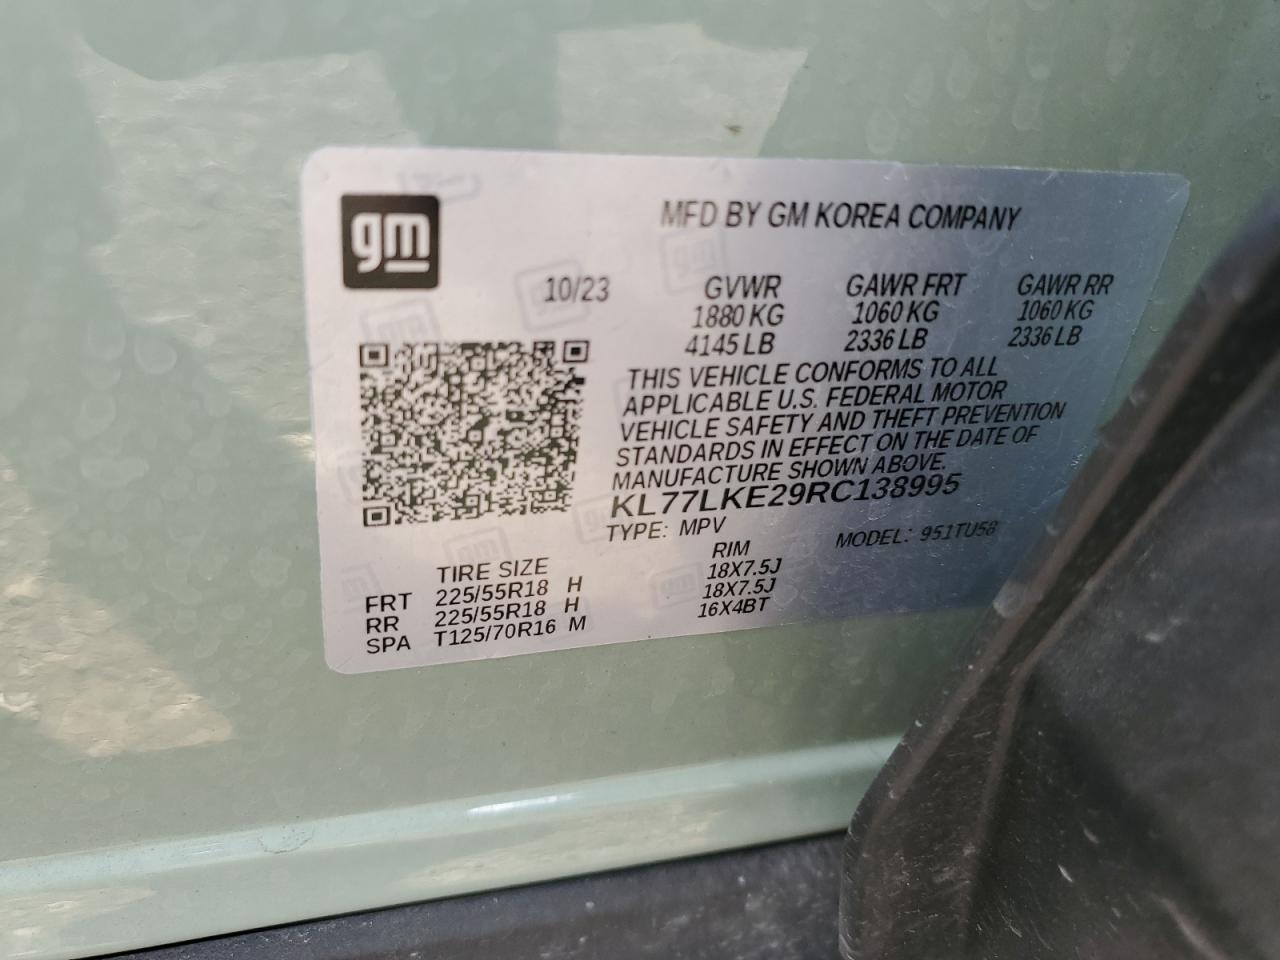 gm
MFD BY GM KOREA COMPANY
10/23 GVWR GAWR FRT GAWR RR
1880 KG 1060 KG 1060 KG
4145 LB 2336 LB 2336 LB
THIS VEHICLE CONFORMS TO ALL
APPLICABLE U.S. FEDERAL MOTOR
VEHICLE SAFETY AND THEFT PREVENTION
STANDARDS IN EFFECT ON THE DATE OF
MANUFACTURE SHOWN ABOVE.
KL77LKE29RC138995
TYPE: MPV MODEL: 951TU58
TIRE SIZE RIM
FRT 225/55R18 H 18X7.5J
RR 225/55R18 H 18X7.5J
SPA T125/70R16 M 16X4BT